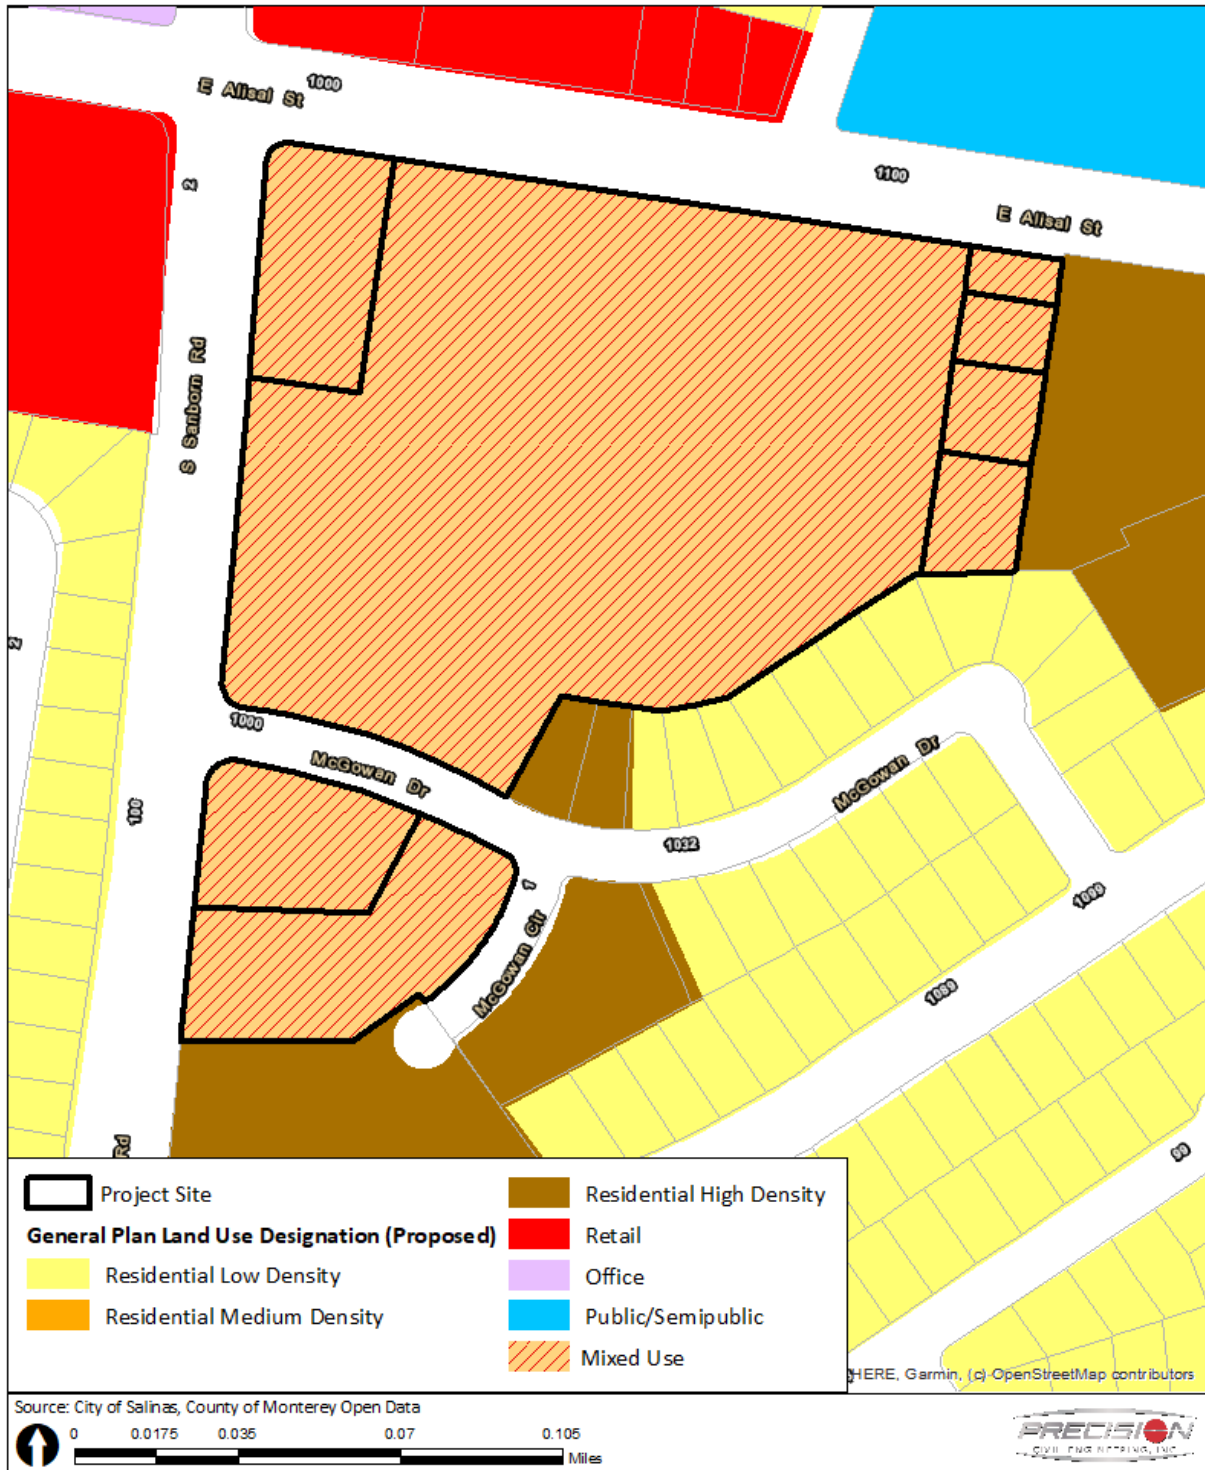 E Alisal St
1000
2
1100
E Alisal St
S Sanborn Rd
2
1000
McGowan Dr
McGowan Dr
100
1032
1
McGowan Cir
1099
1089
99
Rd
Project Site
General Plan Land Use Designation (Proposed)
Residential Low Density
Residential Medium Density
Residential High Density
Retail
Office
Public/Semipublic
Mixed Use
HERE, Garmin, (c) OpenStreetMap contributors
Source: City of Salinas, County of Monterey Open Data
0 0.0175 0.035 0.07 0.105
Miles
PRECISION
CIVIL ENGINEERING, INC.